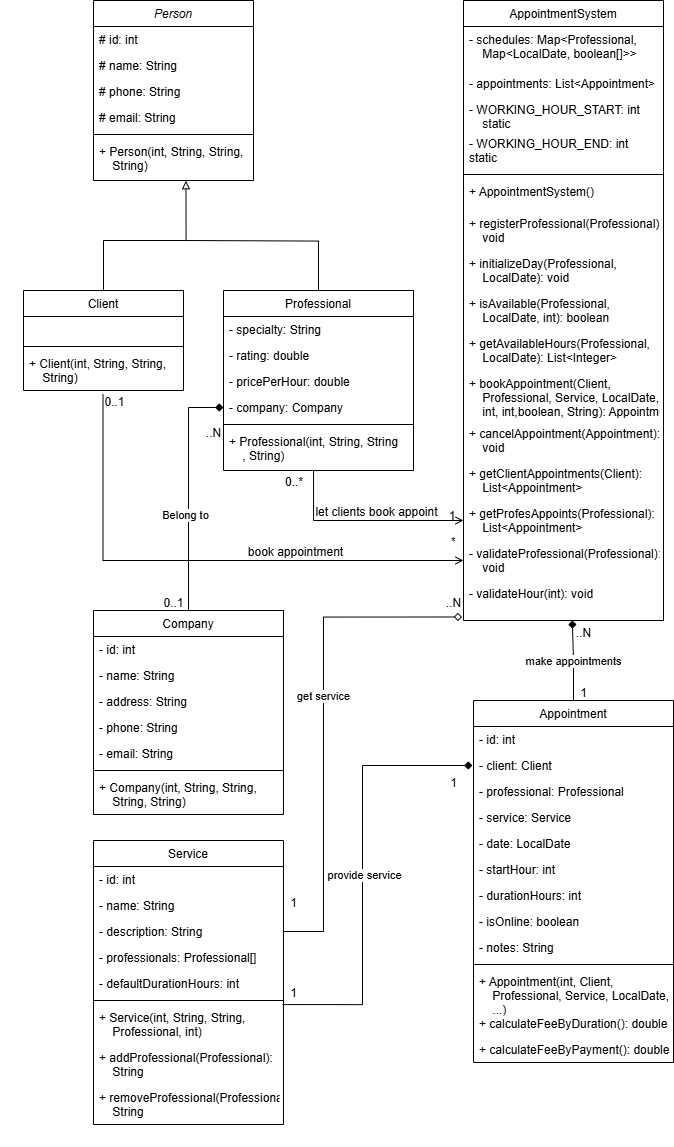 Person
# id: int
# name: String
# phone: String
# email: String
+ Person(int, String, String,
String)
AppointmentSystem
- schedules: Map<Professional,
Map<LocalDate, boolean[]>>
- appointments: List<Appointment>
- WORKING_HOUR_START: int
static
- WORKING_HOUR_END: int
static
+ AppointmentSystem()
+ registerProfessional(Professional)
void
+ initializeDay(Professional,
LocalDate): void
+ isAvailable(Professional,
LocalDate, int): boolean
+ getAvailableHours(Professional,
LocalDate): List<Integer>
+ bookAppointment(Client,
Professional, Service, LocalDate,
int, int,boolean, String): Appointm
+ cancelAppointment(Appointment):
void
+ getClientAppointments(Client):
List<Appointment>
+ getProfesAppoints(Professional):
List<Appointment>
- validateProfessional(Professional):
void
- validateHour(int): void
Client
+ Client(int, String, String,
String)
Professional
- specialty: String
- rating: double
- pricePerHour: double
- company: Company
+ Professional(int, String, String
, String)
0..1
..N
0..*
let clients book appoint
1
Belong to
*
book appointment
0..1
..N
Company
- id: int
- name: String
- address: String
- phone: String
- email: String
+ Company(int, String, String,
String, String)
..N
make appointments
1
get service
Appointment
- id: int
- client: Client
- professional: Professional
- service: Service
- date: LocalDate
- startHour: int
- durationHours: int
- isOnline: boolean
- notes: String
+ Appointment(int, Client,
Professional, Service, LocalDate,
...)
+ calculateFeeByDuration(): double
+ calculateFeeByPayment(): double
1
provide service
Service
- id: int
- name: String
- description: String
- professionals: Professional[]
- defaultDurationHours: int
+ Service(int, String, String,
Professional, int)
+ addProfessional(Professional):
String
+ removeProfessional(Professiona
String
1
1